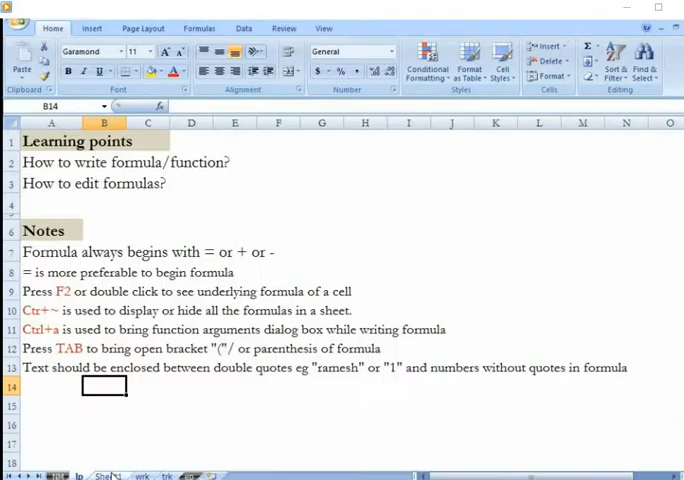 Home Insert Page Layout Formulas Data Review View
Garamond 11 General Insert
Paste Conditional Formatting Format as Table Cell Styles Delete Format Sort & Filter Find & Select
Clipboard Font Alignment Number Styles Cells Editing
B14 fx
A B C D E F G H I J K L M N O
1 Learning points
2 How to write formula/function?
3 How to edit formulas?
4
6 Notes
7 Formula always begins with = or + or -
8 = is more preferable to begin formula
9 Press F2 or double click to see underlying formula of a cell
10 Ctr+~ is used to display or hide all the formulas in a sheet.
11 Ctrl+a is used to bring function arguments dialog box while writing formula
12 Press TAB to bring open bracket "("/ or parenthesis of formula
13 Text should be enclosed between double quotes eg "ramesh" or "1" and numbers without quotes in formula
14
15
16
17
18
lp Sheet1 wrk trk